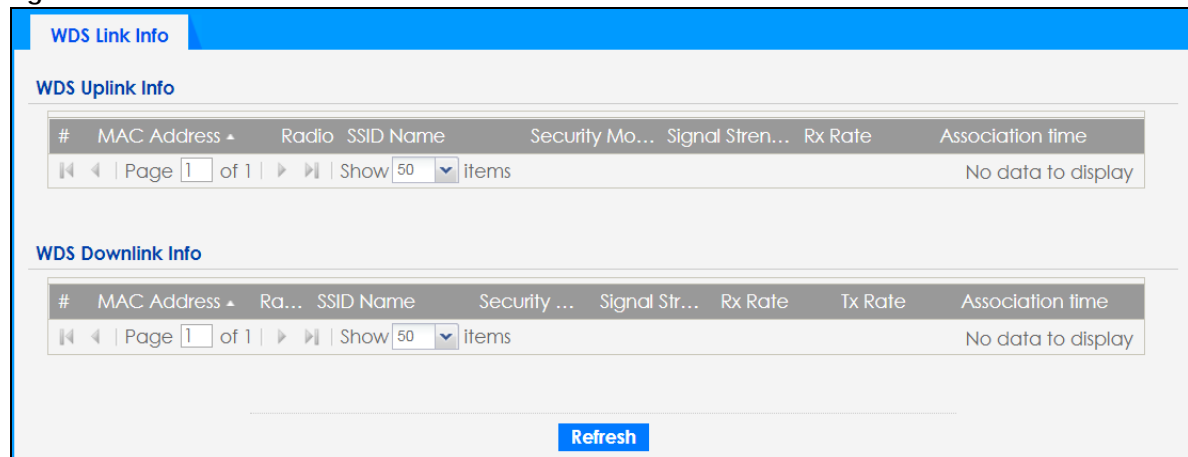 WDS Link Info
WDS Uplink Info
# MAC Address Radio SSID Name Security Mo... Signal Stren... Rx Rate Association time
Page 1 of 1 Show 50 items No data to display
WDS Downlink Info
# MAC Address Ra... SSID Name Security ... Signal Str... Rx Rate Tx Rate Association time
Page 1 of 1 Show 50 items No data to display
Refresh